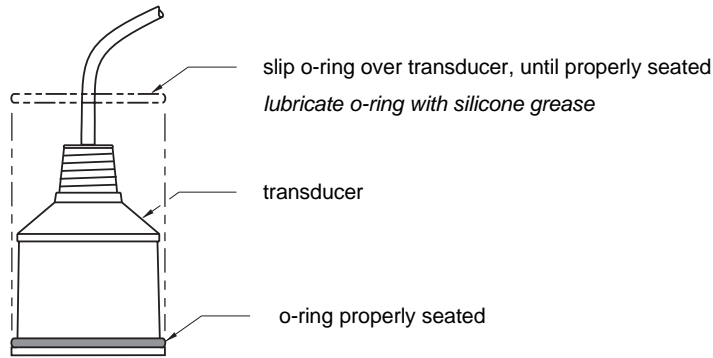 slip o-ring over transducer, until properly seated
lubricate o-ring with silicone grease
transducer
o-ring properly seated